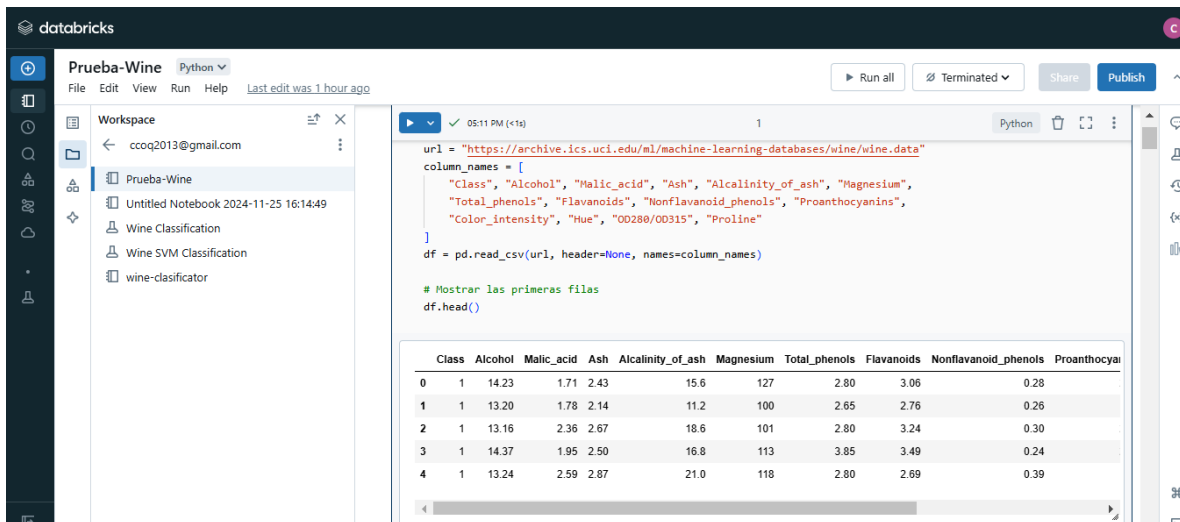 databricks
C
Prueba-Wine Python
Run all Terminated Share Publish
File Edit View Run Help Last edit was 1 hour ago
Workspace
ccoq2013@gmail.com
Prueba-Wine
Untitled Notebook 2024-11-25 16:14:49
Wine Classification
Wine SVM Classification
wine-clasificator
05:11 PM (<1s) 1 Python
url = "https://archive.ics.uci.edu/ml/machine-learning-databases/wine/wine.data"
column_names = [
"Class", "Alcohol", "Malic_acid", "Ash", "Alcalinity_of_ash", "Magnesium",
"Total_phenols", "Flavanoids", "Nonflavanoid_phenols", "Proanthocyanins",
"Color_intensity", "Hue", "OD280/OD315", "Proline"
]
df = pd.read_csv(url, header=None, names=column_names)
# Mostrar las primeras filas
df.head()
Class Alcohol Malic_acid Ash Alcalinity_of_ash Magnesium Total_phenols Flavanoids Nonflavanoid_phenols Proanthocya
0 1 14.23 1.71 2.43 15.6 127 2.80 3.06 0.28
1 1 13.20 1.78 2.14 11.2 100 2.65 2.76 0.26
2 1 13.16 2.36 2.67 18.6 101 2.80 3.24 0.30
3 1 14.37 1.95 2.50 16.8 113 3.85 3.49 0.24
4 1 13.24 2.59 2.87 21.0 118 2.80 2.69 0.39